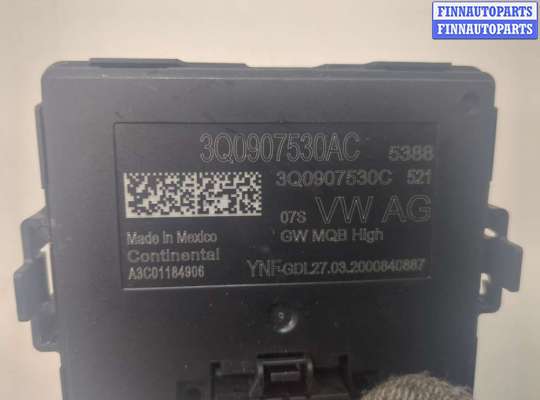 FINNAUTOPARTS
FINNAUTOPARTS
3Q0907530AC 5388
3Q0907530C 521
07S VW AG
Made in Mexico GW MQB High
Continental
A3C01184906 YNF-GDL27.03.2000840887